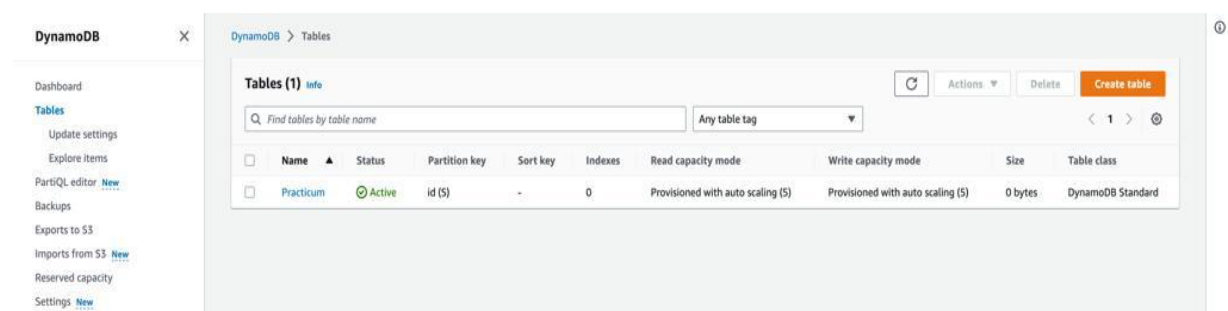 DynamoDB
Dashboard
Tables
Update settings
Explore items
PartiQL editor New
Backups
Exports to S3
Imports from S3 New
Reserved capacity
Settings New
DynamoDB > Tables
Tables (1) Info
Actions Delete Create table
Find tables by table name Any table tag 1
Name Status Partition key Sort key Indexes Read capacity mode Write capacity mode Size Table class
Practicum Active id (S) - 0 Provisioned with auto scaling (5) Provisioned with auto scaling (5) 0 bytes DynamoDB Standard